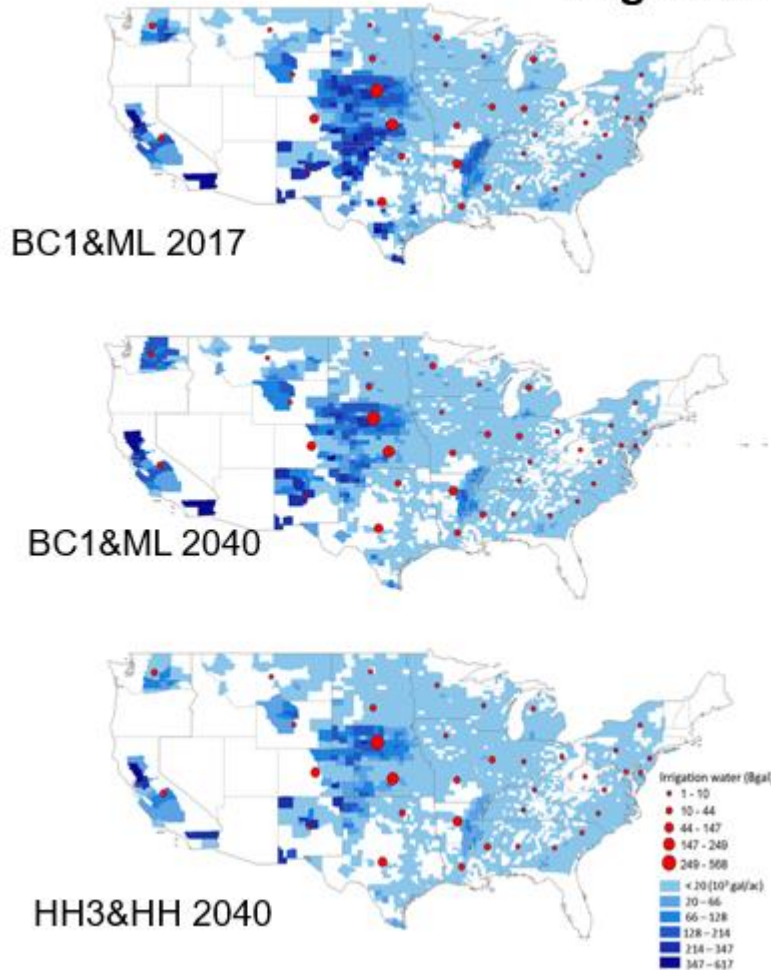 BC1&ML 2017
BC1&ML 2040
HH3&HH 2040
Irrigation water (Bgal)
1 - 10
10 - 44
44 - 147
147 - 249
249 - 568
< 20 (10³ gal/ac)
20 – 66
66 – 128
128 – 214
214 – 347
347 - 617